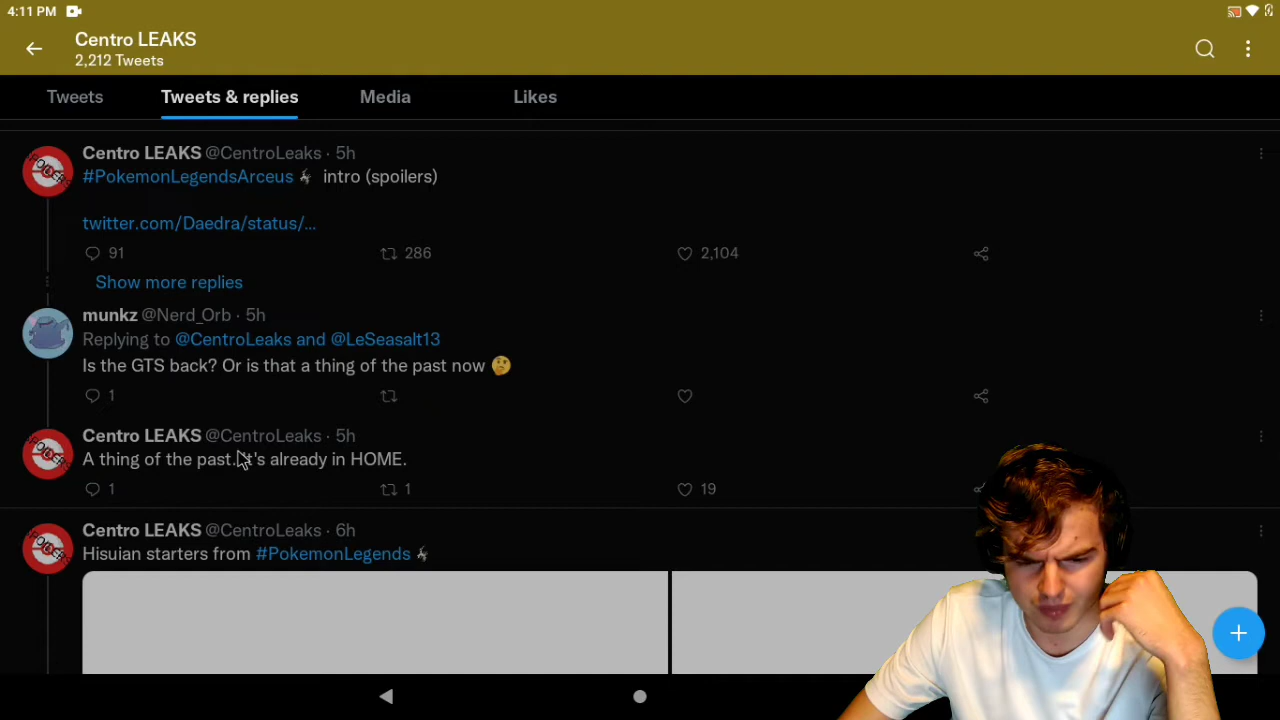 4:11 PM
Centro LEAKS
2,212 Tweets
Tweets
Tweets & replies
Media
Likes
Centro LEAKS @CentroLeaks · 5h
#PokemonLegendsArceus intro (spoilers)
twitter.com/Daedra/status/...
91
286
2,104
Show more replies
munkz @Nerd_Orb · 5h
Replying to @CentroLeaks and @LeSeasalt13
Is the GTS back? Or is that a thing of the past now 🤔
1
Centro LEAKS @CentroLeaks · 5h
A thing of the past. It's already in HOME.
1
1
19
Centro LEAKS @CentroLeaks · 6h
Hisuian starters from #PokemonLegends